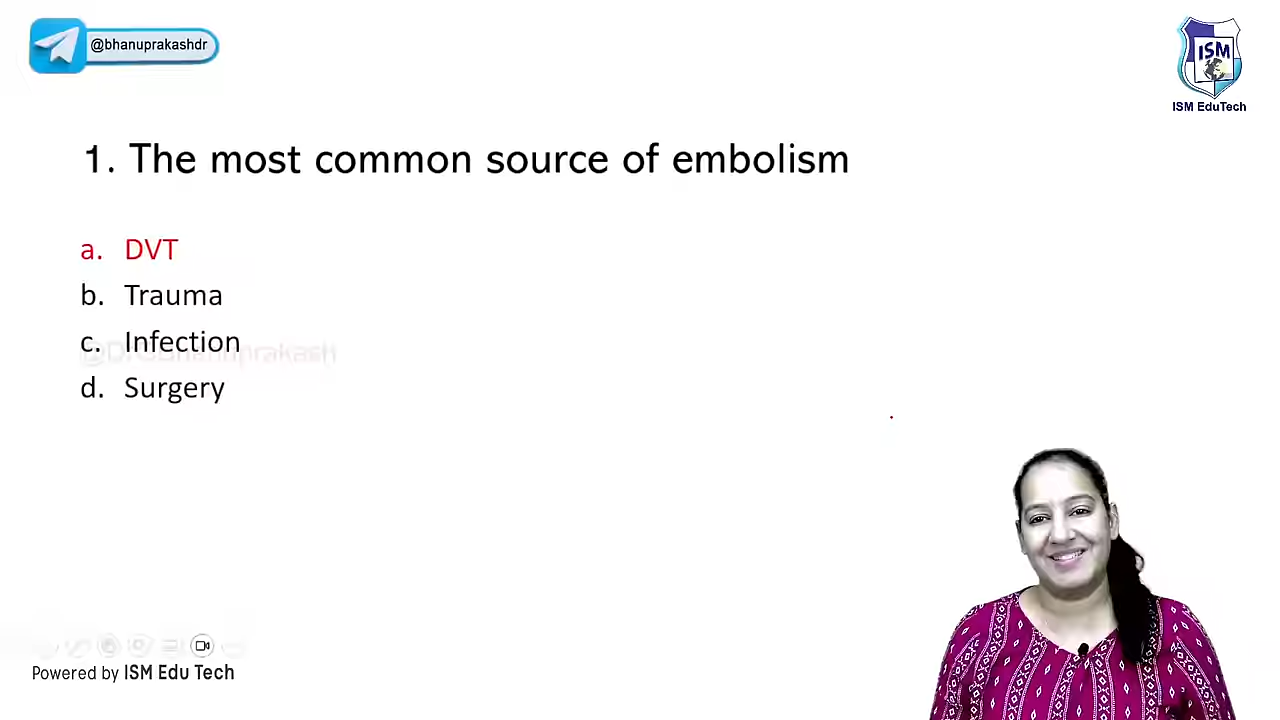 @bhanuprakashdr
ISM
ISM EduTech
1. The most common source of embolism
a. DVT
b. Trauma
c. Infection
d. Surgery
Powered by ISM Edu Tech